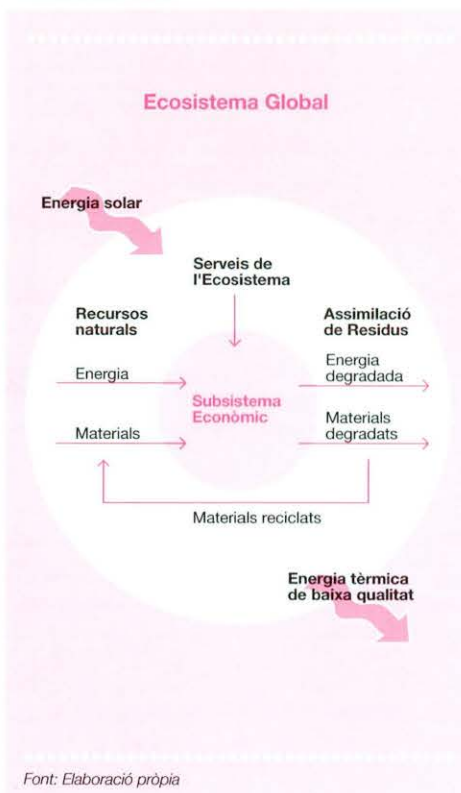 Ecosistema Global
Energia solar
Serveis de
l'Ecosistema
Recursos
naturals
Assimilació
de Residus
Energia
Energia
degradada
Subsistema
Econòmic
Materials
Materials
degradats
Materials reciclats
Energia tèrmica
de baixa qualitat
Font: Elaboració pròpia